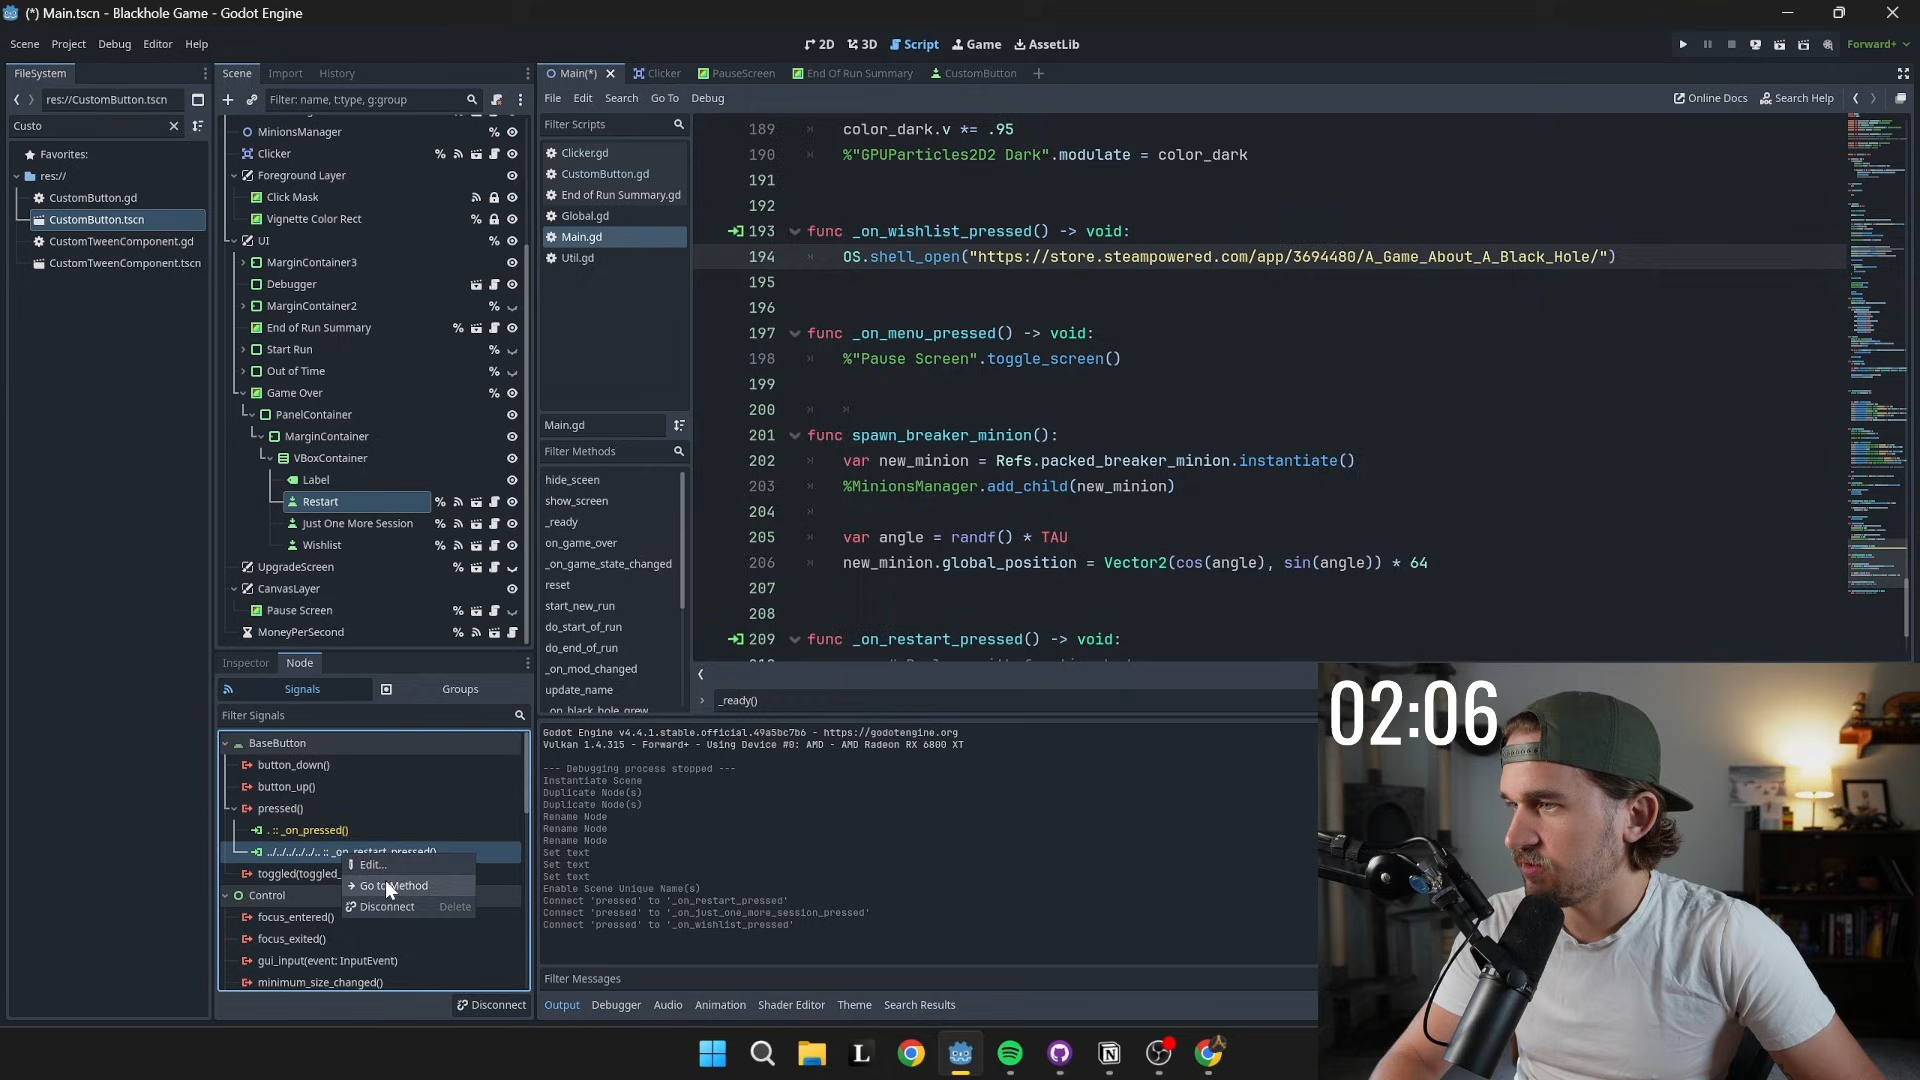 (*) Main.tscn - Blackhole Game - Godot Engine
Scene Project Debug Editor Help
2D 3D Script Game AssetLib
Forward+
FileSystem
res://CustomButton.tscn
Custo
Favorites:
res://
CustomButton.gd
CustomButton.tscn
CustomTweenComponent.gd
CustomTweenComponent.tscn
Scene Import History
Filter: name, t:type, g:group
MinionsManager
Clicker
Foreground Layer
Click Mask
Vignette Color Rect
UI
MarginContainer3
Debugger
MarginContainer2
End of Run Summary
Start Run
Out of Time
Game Over
PanelContainer
MarginContainer
VBoxContainer
Label
Restart
Just One More Session
Wishlist
UpgradeScreen
CanvasLayer
Pause Screen
MoneyPerSecond
Inspector Node
Signals Groups
Filter Signals
BaseButton
button_down()
button_up()
pressed()
. :: _on_pressed()
../../../../../.. :: _on_restart_pressed()
toggled(toggled_
Edit...
Go to Method
Disconnect Delete
Control
focus_entered()
focus_exited()
gui_input(event: InputEvent)
minimum_size_changed()
Disconnect
Main(*) Clicker PauseScreen End Of Run Summary CustomButton
File Edit Search Go To Debug
Online Docs Search Help
Filter Scripts
Clicker.gd
CustomButton.gd
End of Run Summary.gd
Global.gd
Main.gd
Util.gd
Main.gd
Filter Methods
hide_sceen
show_screen
_ready
on_game_over
_on_game_state_changed
reset
start_new_run
do_start_of_run
do_end_of_run
_on_mod_changed
update_name
_on_black_hole_grew
189 color_dark.v *= .95
190 %"GPUParticles2D2 Dark".modulate = color_dark
191
192
193 func _on_wishlist_pressed() -> void:
194 OS.shell_open("https://store.steampowered.com/app/3694480/A_Game_About_A_Black_Hole/")
195
196
197 func _on_menu_pressed() -> void:
198 %"Pause Screen".toggle_screen()
199
200
201 func spawn_breaker_minion():
202 var new_minion = Refs.packed_breaker_minion.instantiate()
203 %MinionsManager.add_child(new_minion)
204
205 var angle = randf() * TAU
206 new_minion.global_position = Vector2(cos(angle), sin(angle)) * 64
207
208
209 func _on_restart_pressed() -> void:
_ready()
Godot Engine v4.4.1.stable.official.49a5bc7b6 - https://godotengine.org
Vulkan 1.4.315 - Forward+ - Using Device #0: AMD - AMD Radeon RX 6800 XT
--- Debugging process stopped ---
Instantiate Scene
Duplicate Node(s)
Duplicate Node(s)
Rename Node
Rename Node
Rename Node
Set text
Set text
Set text
Enable Scene Unique Name(s)
Connect 'pressed' to '_on_restart_pressed'
Connect 'pressed' to '_on_just_one_more_session_pressed'
Connect 'pressed' to '_on_wishlist_pressed'
Filter Messages
Output Debugger Audio Animation Shader Editor Theme Search Results
02:06